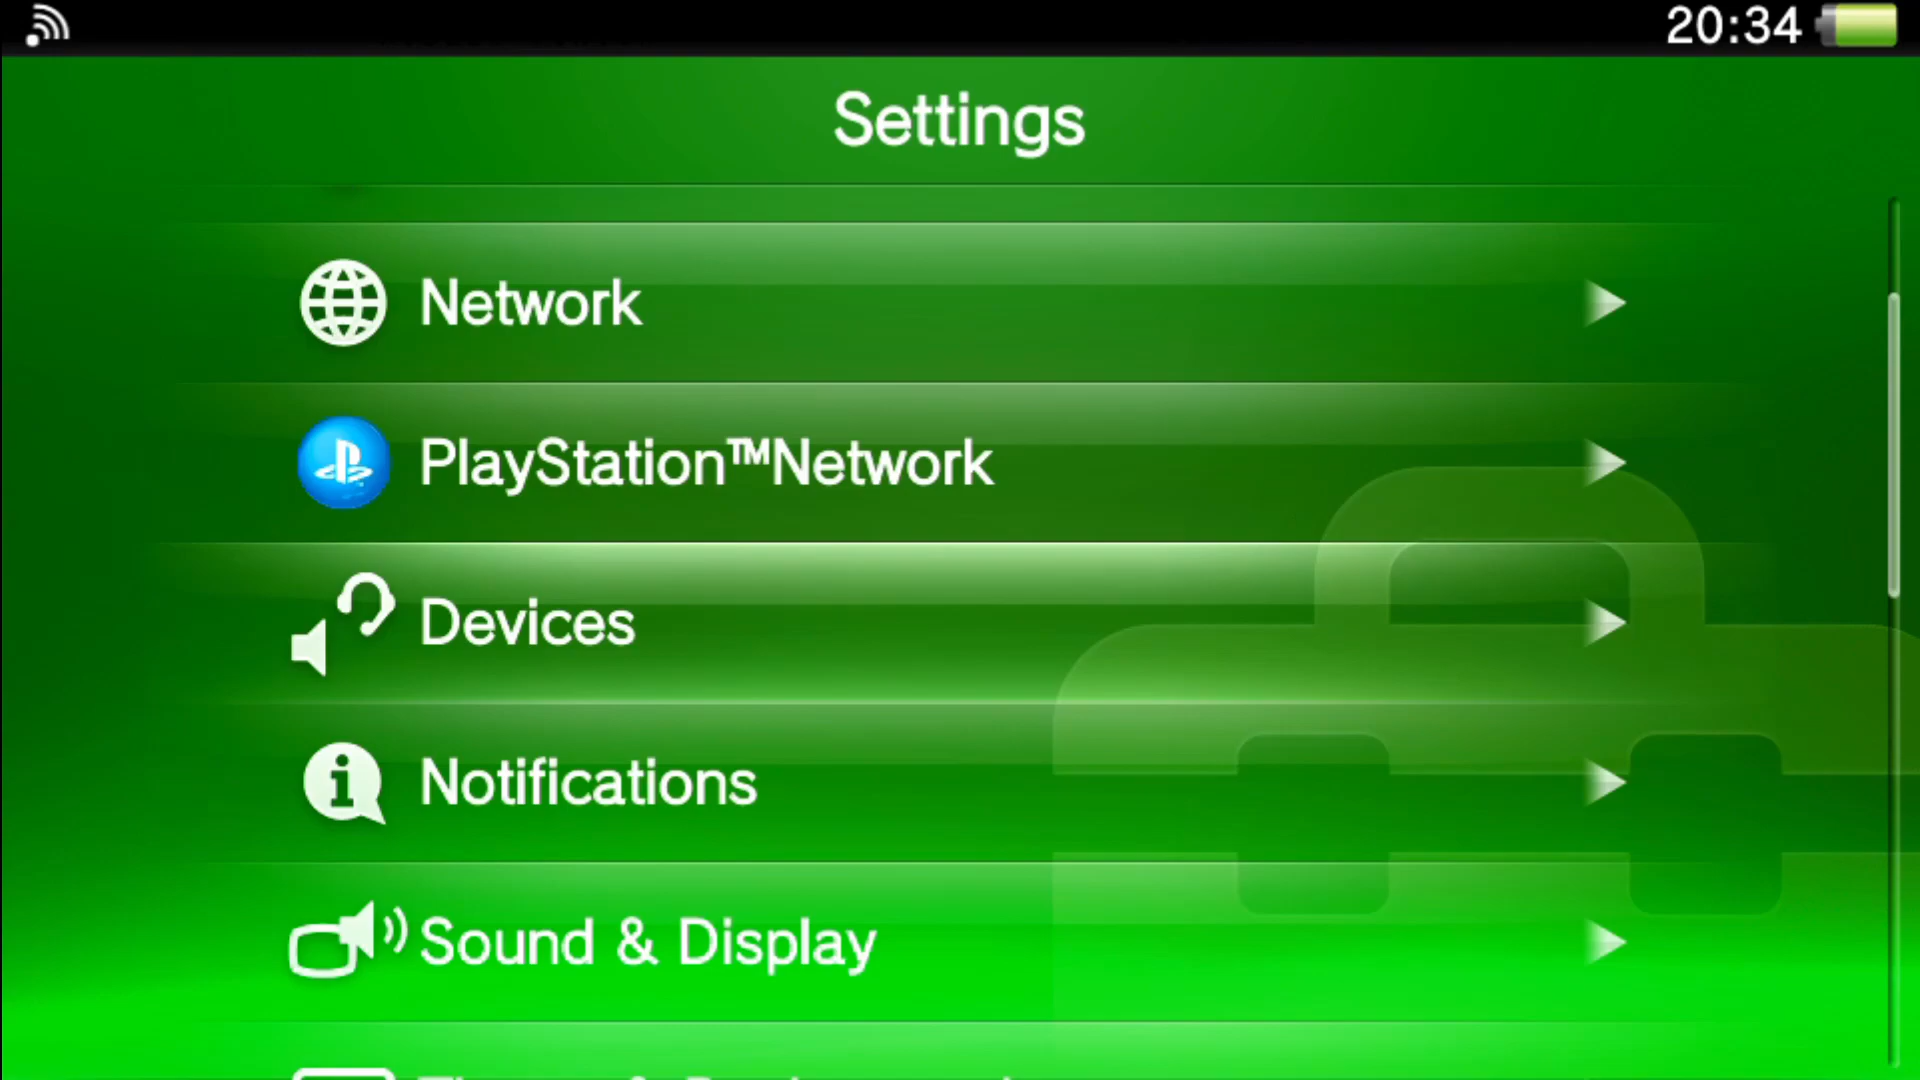 20:34
Settings
Network
PlayStation™Network
Devices
Notifications
Sound & Display